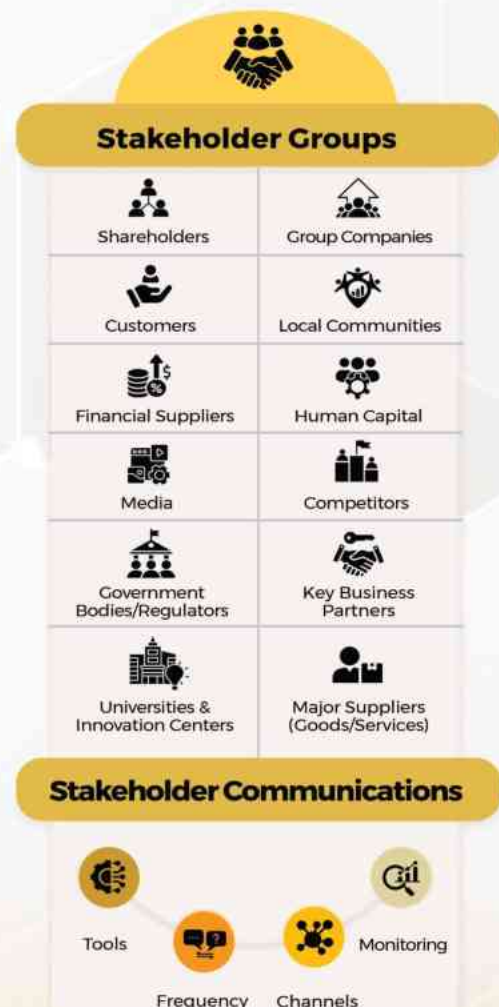 Stakeholder Groups
Shareholders
Group Companies
Customers
Local Communities
Financial Suppliers
Human Capital
Media
Competitors
Government
Bodies/Regulators
Key Business
Partners
Universities &
Innovation Centers
Major Suppliers
(Goods/Services)
Stakeholder Communications
Tools
Frequency
Channels
Monitoring